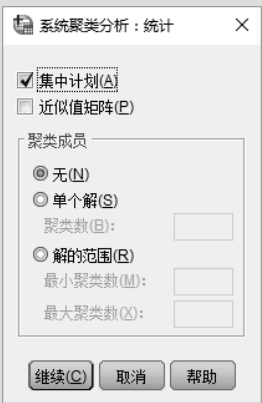 系统聚类分析：统计
集中计划(A)
近似值矩阵(P)
聚类成员
无(N)
单个解(S)
聚类数(B):
解的范围(R)
最小聚类数(M):
最大聚类数(X):
继续(C) 取消 帮助